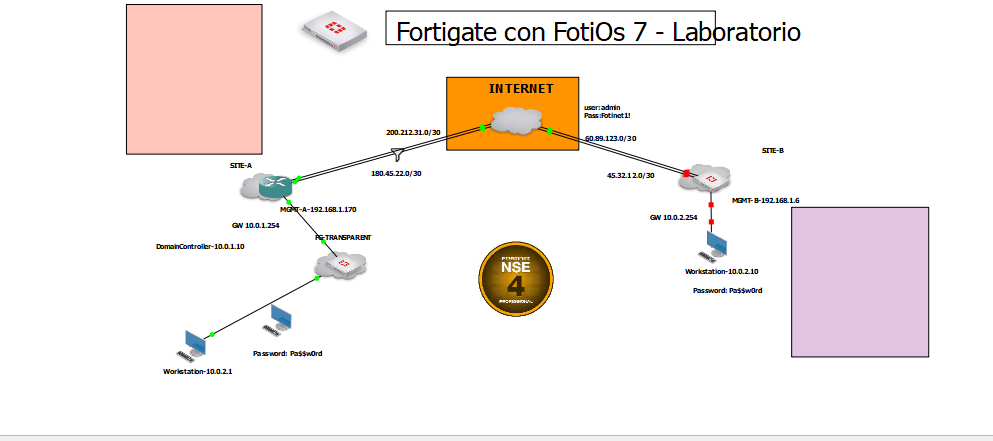 Fortigate con FotiOs 7 - Laboratorio
INTERNET
user:admin
Pass:Fotinet1!
200.212.31.0/30
60.89.123.0/30
SITE-B
SITE-A
180.45.22.0/30
45.32.12.0/30
MGMT-B-192.168.1.6
MGMT-A-192.168.1.170
GW 10.0.1.254
GW 10.0.2.254
FG-TRANSPARENT
DomainController-10.0.1.10
FORTINET
NSE
4
PROFESSIONAL
Workstation-10.0.2.10
Password: Pa$$w0rd
Password: Pa$$w0rd
Workstation-10.0.2.1